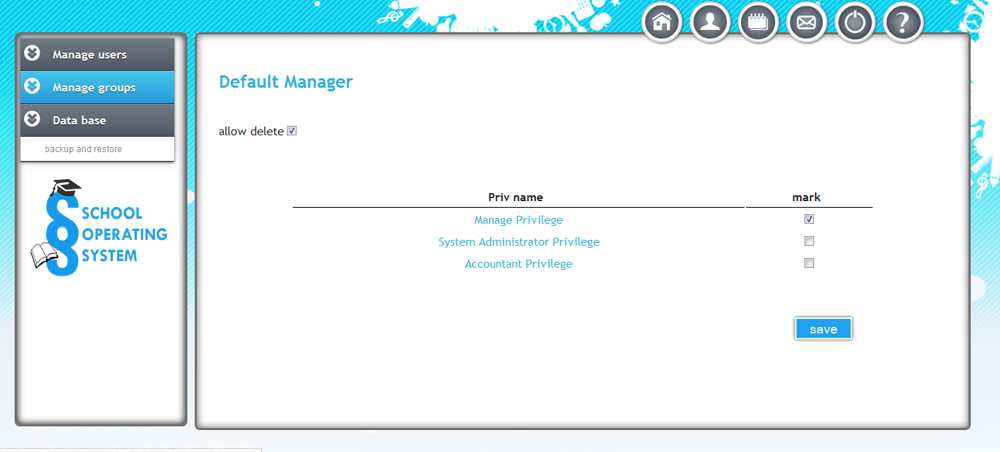 Manage users
Manage groups
Data base
backup and restore
SCHOOL
OPERATING
SYSTEM
Default Manager
allow delete
Priv name mark
Manage Privilege
System Administrator Privilege
Accountant Privilege
save
?